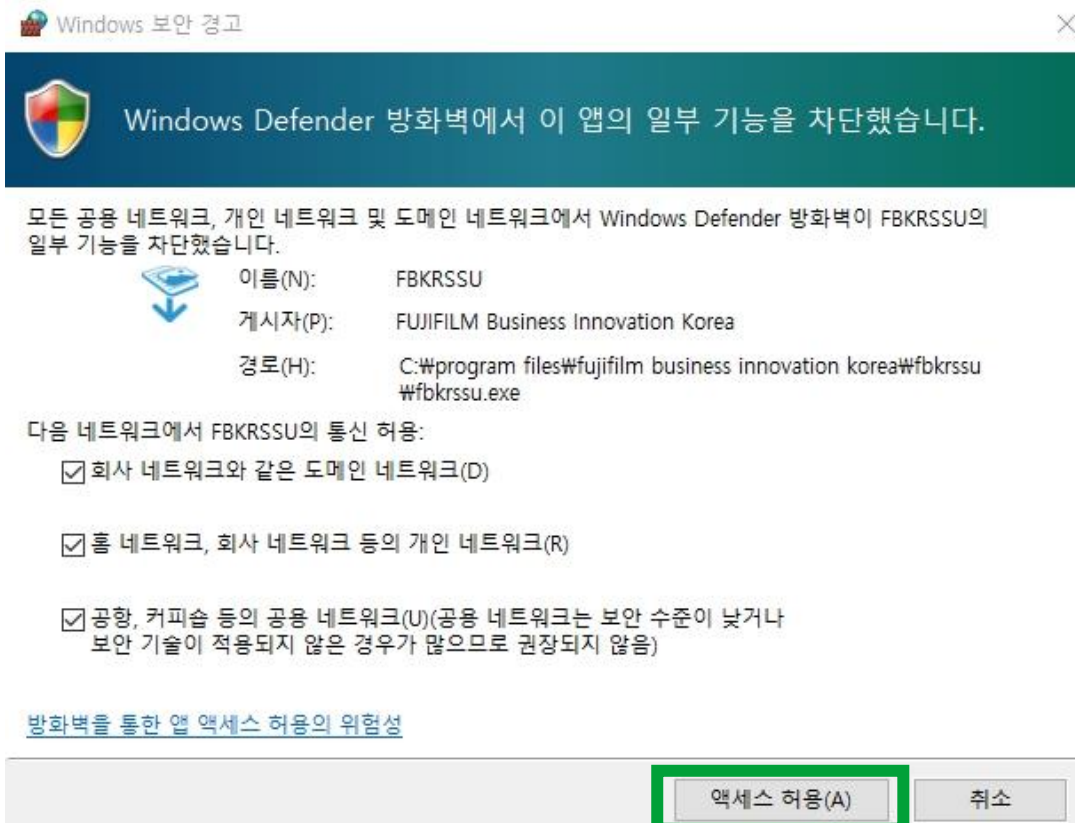 Windows 보안 경고
Windows Defender 방화벽에서 이 앱의 일부 기능을 차단했습니다.
모든 공용 네트워크, 개인 네트워크 및 도메인 네트워크에서 Windows Defender 방화벽이 FBKRSSU의
일부 기능을 차단했습니다.
이름(N): FBKRSSU
게시자(P): FUJIFILM Business Innovation Korea
경로(H): C:₩program files₩fujifilm business innovation korea₩fbkrssu
₩fbkrssu.exe
다음 네트워크에서 FBKRSSU의 통신 허용:
회사 네트워크와 같은 도메인 네트워크(D)
홈 네트워크, 회사 네트워크 등의 개인 네트워크(R)
공항, 커피숍 등의 공용 네트워크(U)(공용 네트워크는 보안 수준이 낮거나
보안 기술이 적용되지 않은 경우가 많으므로 권장되지 않음)
방화벽을 통한 앱 액세스 허용의 위험성
액세스 허용(A) 취소